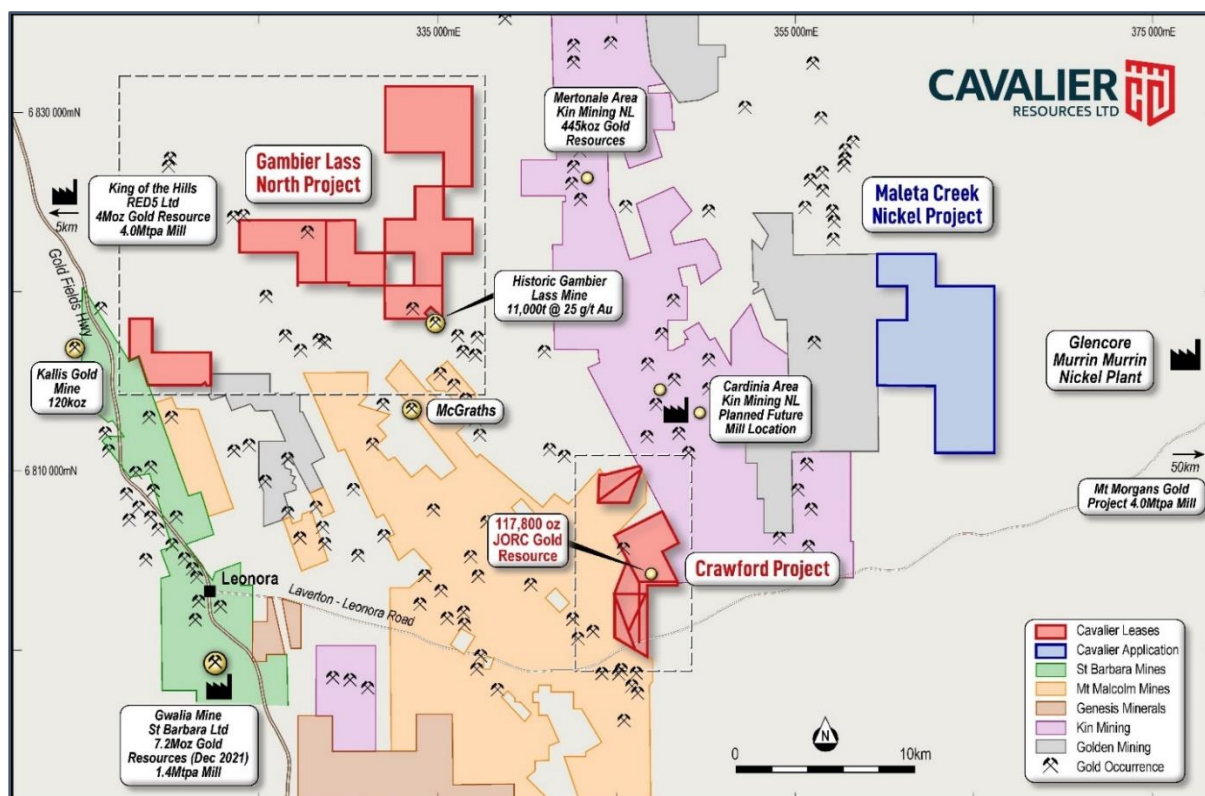 335 000mE
355 000mE
375 000mE
CAVALIER
RESOURCES LTD
6 830 000mN
Mertonale Area
Kin Mining NL
445koz Gold
Resources
Gambier Lass
North Project
King of the Hills
RED5 Ltd
4Moz Gold Resource
4.0Mtpa Mill
5km
Maleta Creek
Nickel Project
Gold Fields Hwy
Historic Gambier
Lass Mine
11,000t @ 25 g/t Au
Glencore
Murrin Murrin
Nickel Plant
Kallis Gold
Mine
120koz
McGraths
Cardinia Area
Kin Mining NL
Planned Future
Mill Location
6 810 000mN
50km
Mt Morgans Gold
Project 4.0Mtpa Mill
117,800 oz
JORC Gold
Resource
Crawford Project
Leonora
Laverton - Leonora Road
Gwalia Mine
St Barbara Ltd
7.2Moz Gold
Resources (Dec 2021)
1.4Mtpa Mill
N
0
10km
Cavalier Leases
Cavalier Application
St Barbara Mines
Mt Malcolm Mines
Genesis Minerals
Kin Mining
Golden Mining
Gold Occurrence